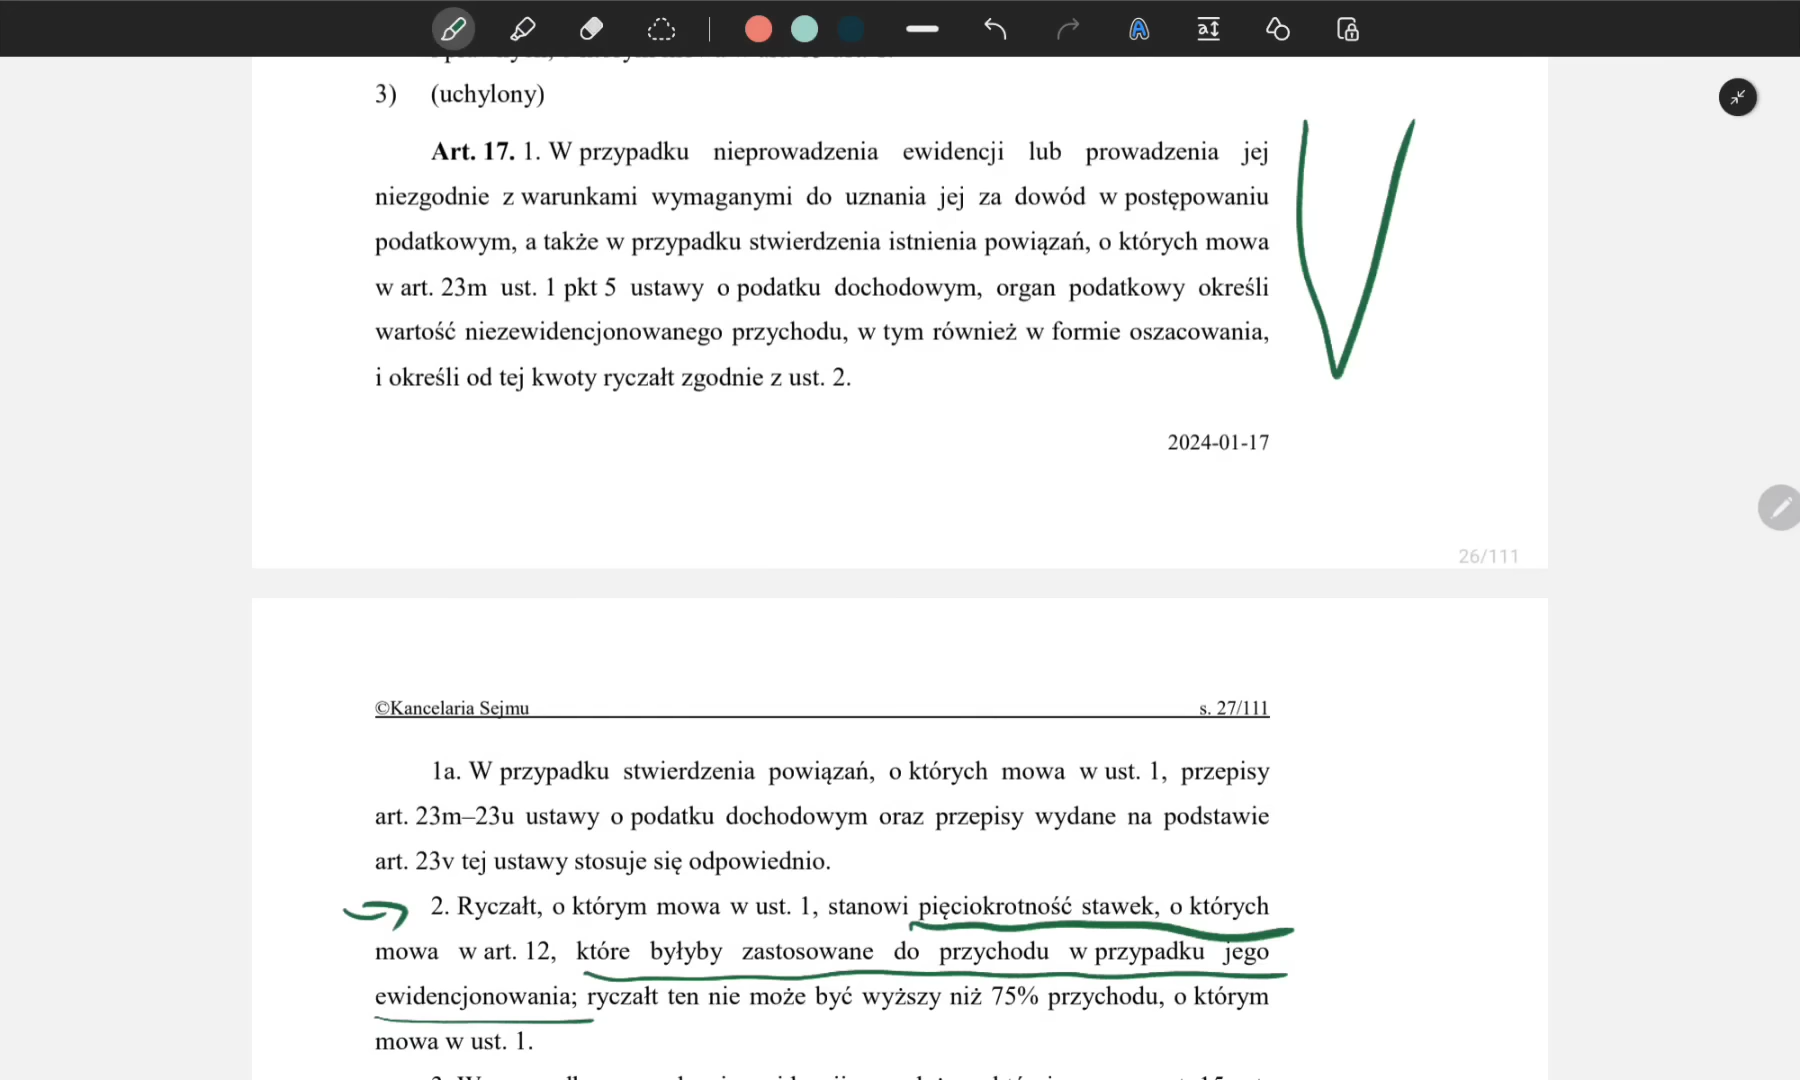 3) (uchylony)
Art. 17. 1. W przypadku nieprowadzenia ewidencji lub prowadzenia jej
niezgodnie z warunkami wymaganymi do uznania jej za dowód w postępowaniu
podatkowym, a także w przypadku stwierdzenia istnienia powiązań, o których mowa
w art. 23m ust. 1 pkt 5 ustawy o podatku dochodowym, organ podatkowy określi
wartość niezewidencjonowanego przychodu, w tym również w formie oszacowania,
i określi od tej kwoty ryczałt zgodnie z ust. 2.
2024-01-17
26/111
©Kancelaria Sejmu s. 27/111
1a. W przypadku stwierdzenia powiązań, o których mowa w ust. 1, przepisy
art. 23m–23u ustawy o podatku dochodowym oraz przepisy wydane na podstawie
art. 23v tej ustawy stosuje się odpowiednio.
2. Ryczałt, o którym mowa w ust. 1, stanowi pięciokrotność stawek, o których
mowa w art. 12, które byłyby zastosowane do przychodu w przypadku jego
ewidencjonowania; ryczałt ten nie może być wyższy niż 75% przychodu, o którym
mowa w ust. 1.